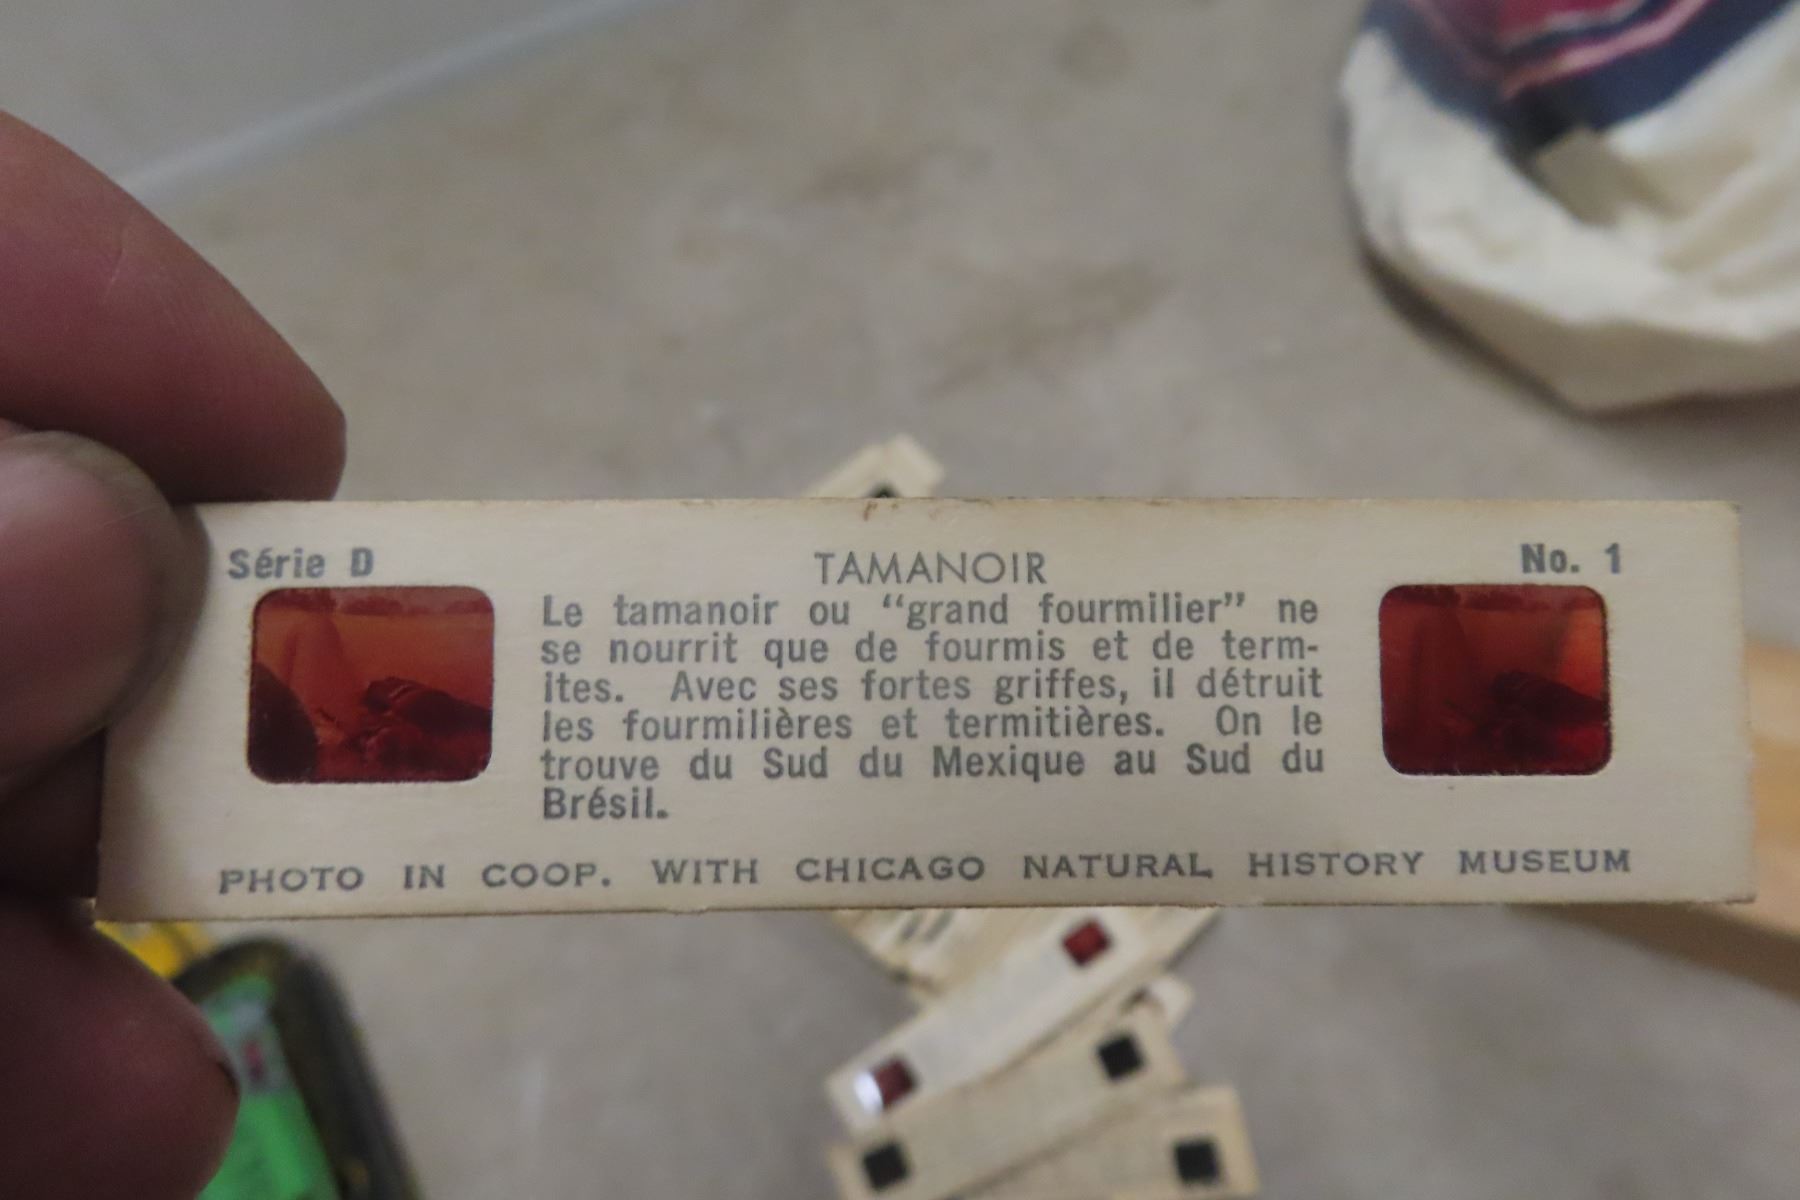 Série D
TAMANOIR
No. 1
Le tamanoir ou “grand fourmilier” ne
se nourrit que de fourmis et de term-
ites. Avec ses fortes griffes, il détruit
les fourmilières et termitières. On le
trouve du Sud du Mexique au Sud du
Brésil.
PHOTO IN COOP. WITH CHICAGO NATURAL HISTORY MUSEUM